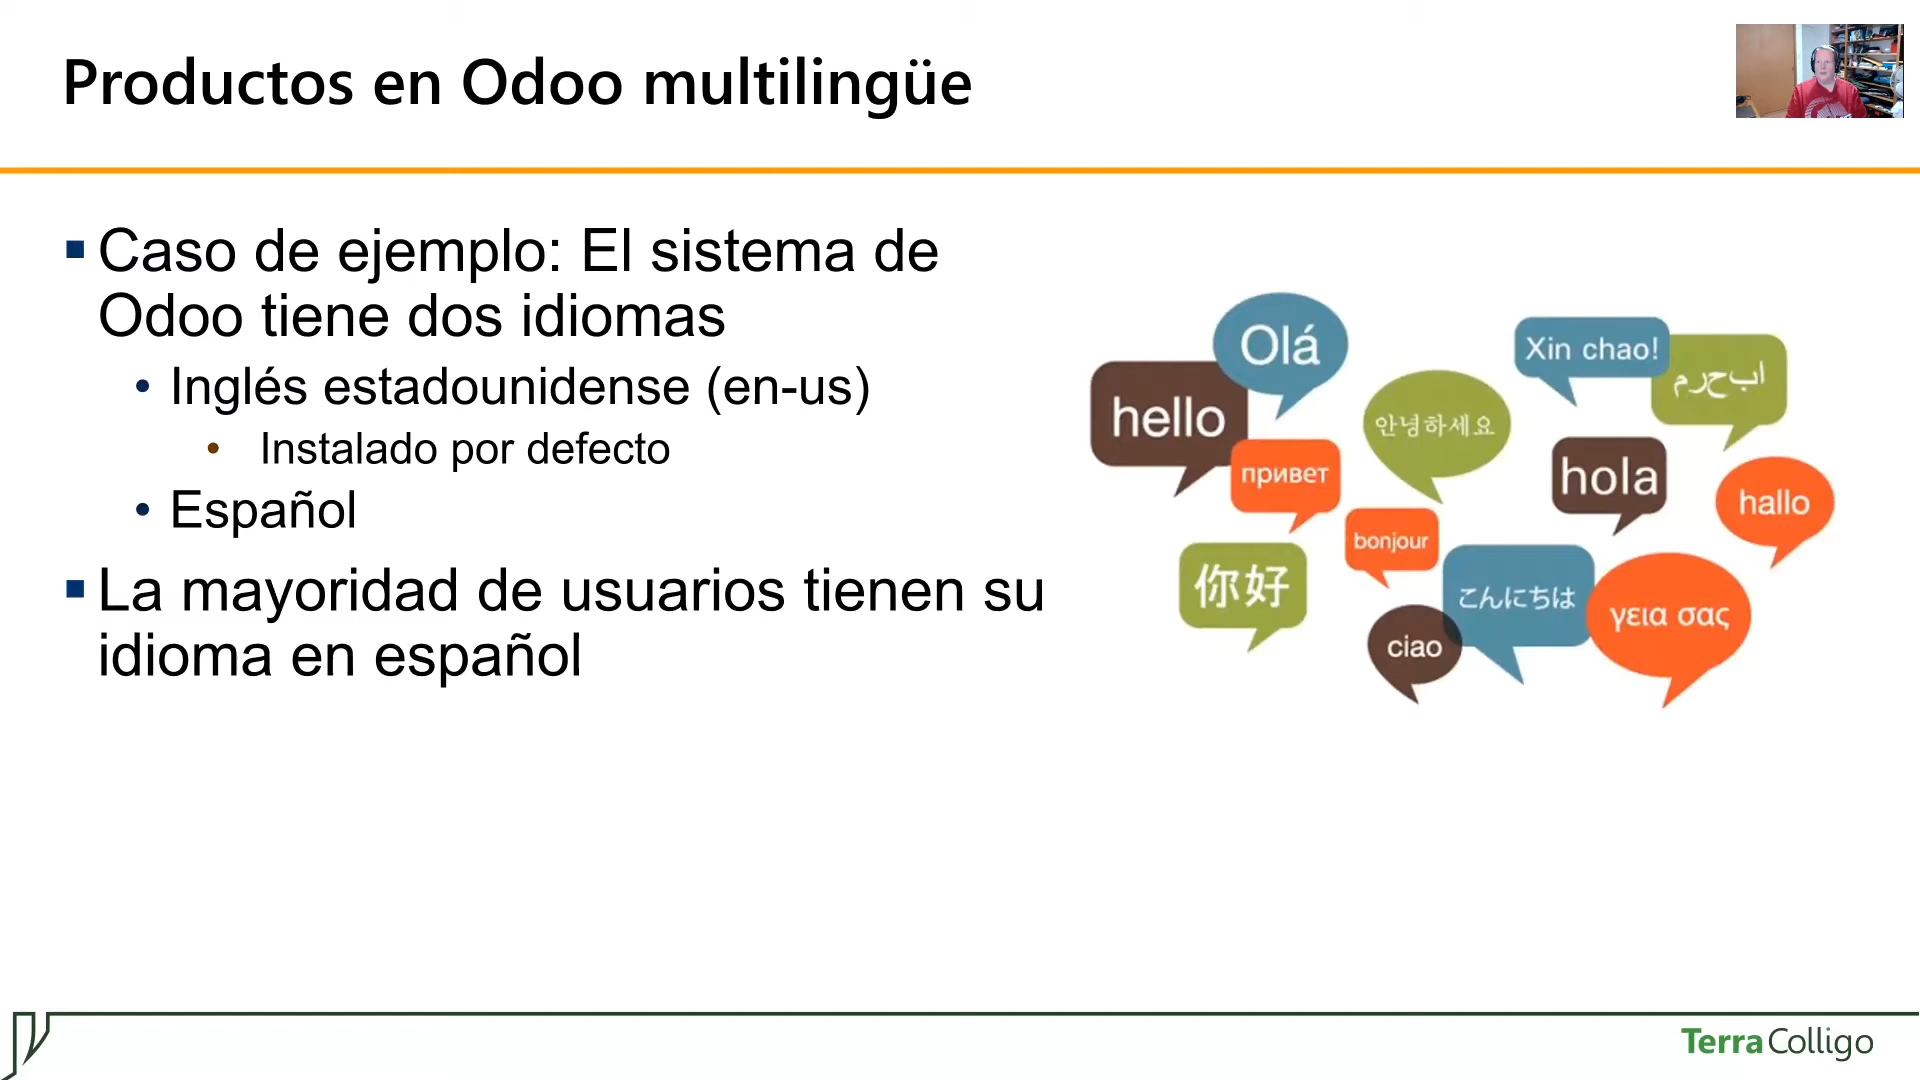 Productos en Odoo multilingüe
Caso de ejemplo: El sistema de
Odoo tiene dos idiomas
Inglés estadounidense (en-us)
Instalado por defecto
Español
La mayoridad de usuarios tienen su
idioma en español
Olá
Xin chao!
ابحرم
hello
안녕하세요
привет
hola
hallo
bonjour
你好
こんにちは
γεια σας
ciao
TerraColligo